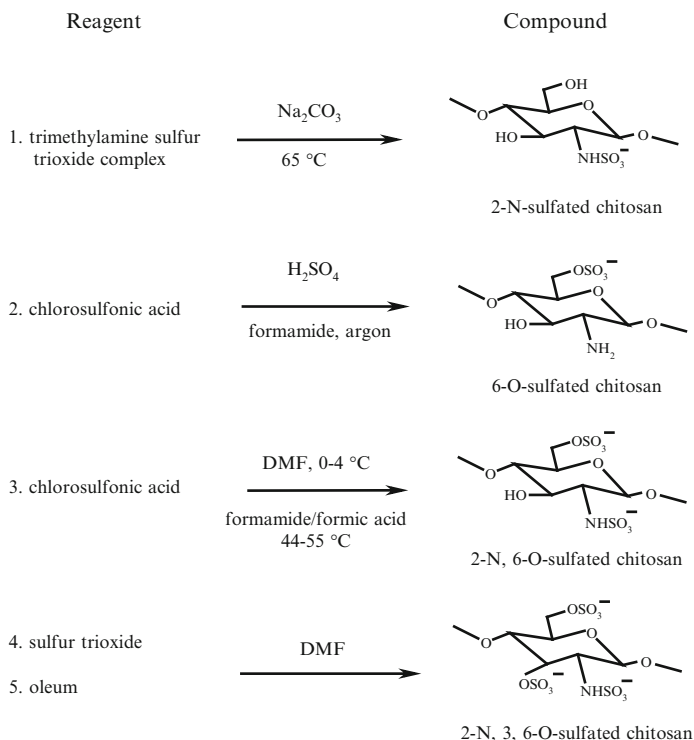 Reagent
Compound
1. trimethylamine sulfur
trioxide complex
Na₂CO₃
65 °C
OH
O
O
HO
O
NHSO₃⁻
2-N-sulfated chitosan
2. chlorosulfonic acid
H₂SO₄
formamide, argon
OSO₃⁻
O
O
HO
O
NH₂
6-O-sulfated chitosan
3. chlorosulfonic acid
DMF, 0-4 °C
formamide/formic acid
44-55 °C
OSO₃⁻
O
O
HO
O
NHSO₃⁻
2-N, 6-O-sulfated chitosan
4. sulfur trioxide
5. oleum
DMF
OSO₃⁻
O
O
O
OSO₃⁻
NHSO₃⁻
2-N, 3, 6-O-sulfated chitosan